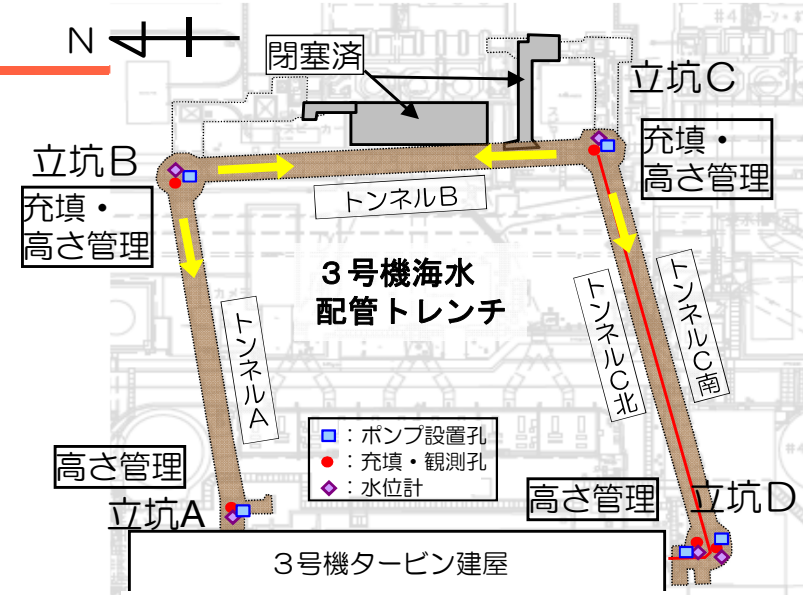 N
閉塞済
立坑C
充填・
高さ管理
立坑B
充填・
高さ管理
トンネルB
3号機海水
配管トレンチ
トンネルA
トンネルC北
トンネルC南
■：ポンプ設置孔
●：充填・観測孔
◆：水位計
高さ管理
立坑A
高さ管理
立坑D
3号機タービン建屋